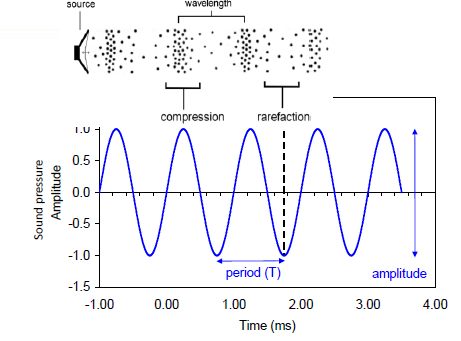 source
wavelength
compression
rarefaction
1.0
0.5
0.0
-0.5
-1.0
-1.5
Sound pressure
Amplitude
period (T)
amplitude
-1.00 0.00 1.00 2.00 3.00 4.00
Time (ms)